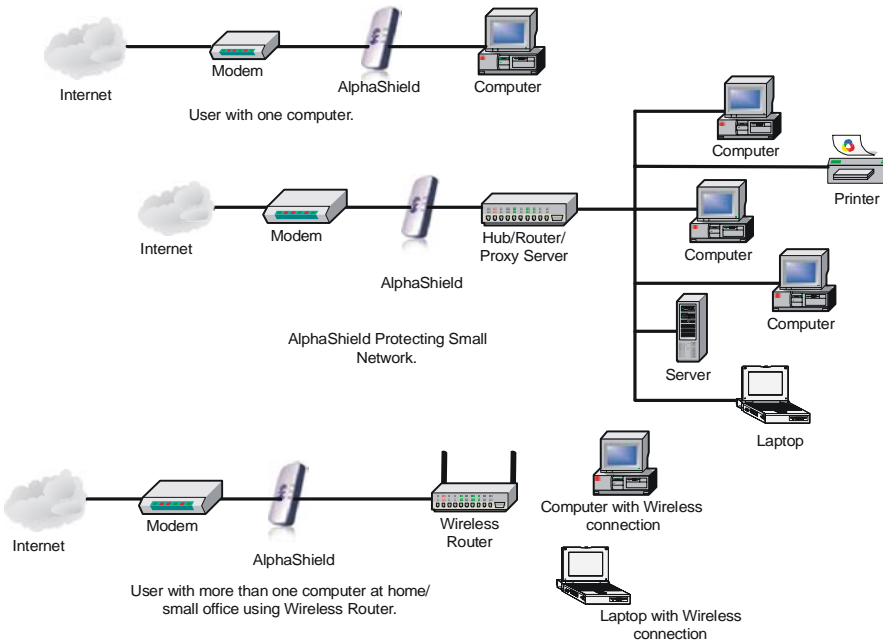 Internet
Modem
AlphaShield
Computer
User with one computer.
Computer
Printer
Internet
Modem
AlphaShield
Hub/Router/
Proxy Server
Computer
Computer
AlphaShield Protecting Small
Network.
Server
Laptop
Internet
Modem
AlphaShield
Wireless
Router
Computer with Wireless
connection
User with more than one computer at home/
small office using Wireless Router.
Laptop with Wireless
connection